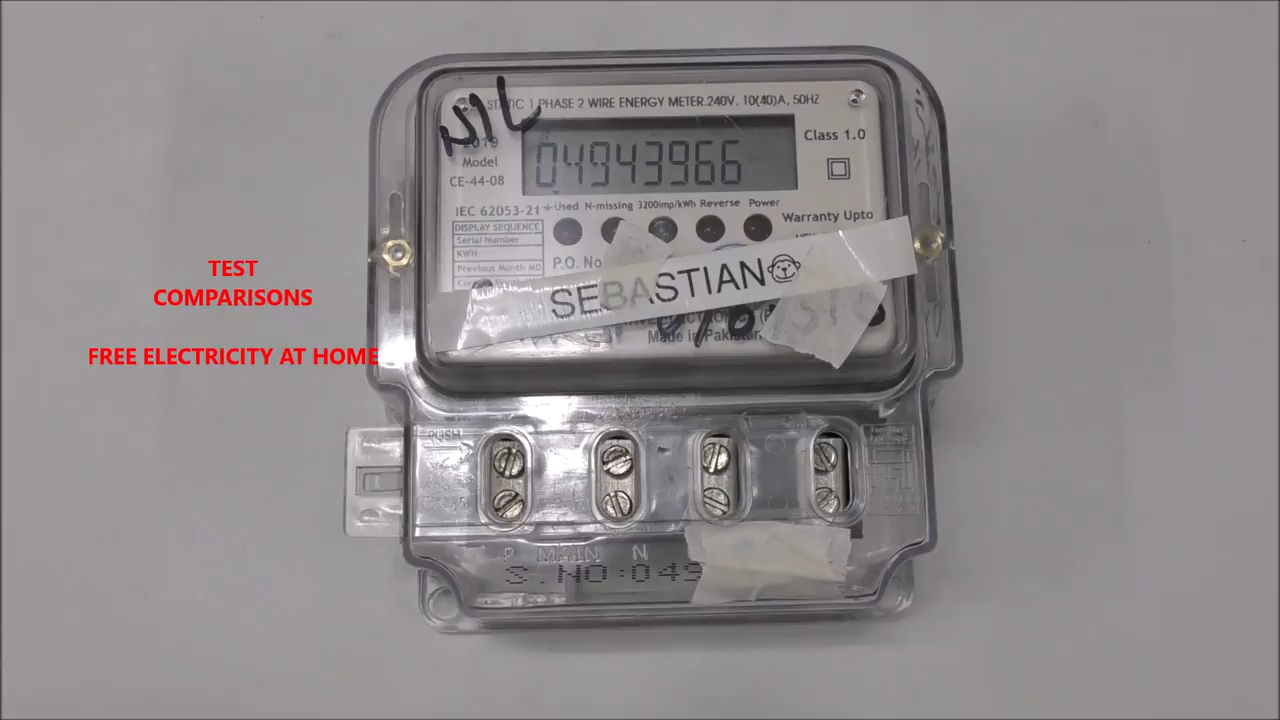 NIL
STATIC 1 PHASE 2 WIRE ENERGY METER.240V, 10(40)A, 50HZ
2019
Model
CE-44-08
04943966
Class 1.0
IEC 62053-21
Used N-missing 3200imp/kWh Reverse Power
Warranty Upto
DISPLAY SEQUENCE
Serial Number
KWH
Previous Month MD
P.O. No
TEST
COMPARISONS
FREE ELECTRICITY AT HOME
SEBASTIAN
Made in Pakistan
PUSH
P MAIN N
S.NO:049